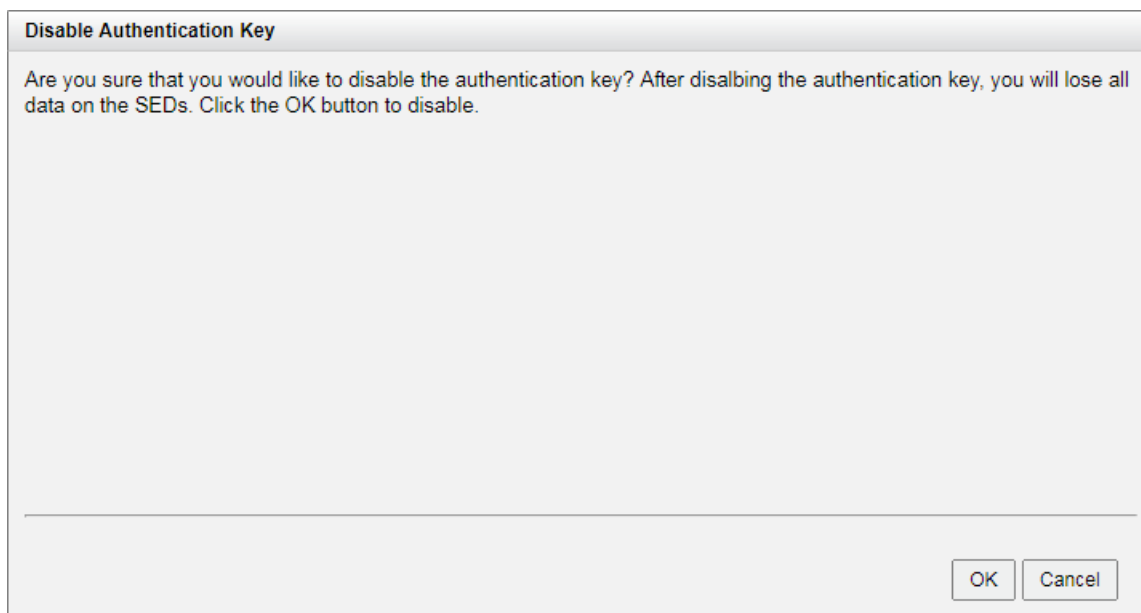 Disable Authentication Key
Are you sure that you would like to disable the authentication key? After disalbing the authentication key, you will lose all
data on the SEDs. Click the OK button to disable.
OK Cancel